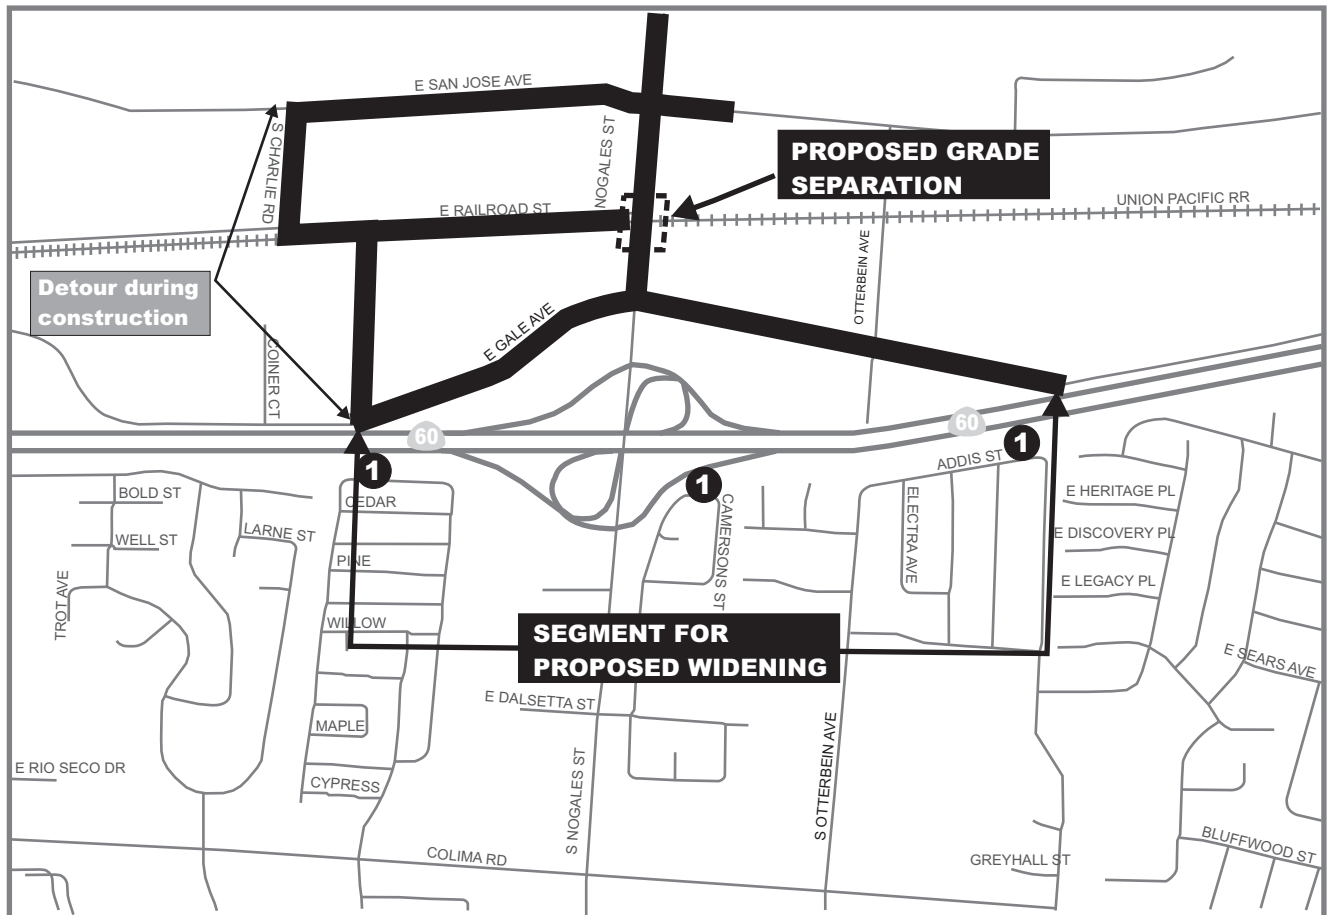 E SAN JOSE AVE
S CHARLIE RD
NOGALES ST
PROPOSED GRADE
SEPARATION
UNION PACIFIC RR
E RAILROAD ST
OTTERBEIN AVE
Detour during
construction
E GALE AVE
COINER CT
60
60
1
1
1
ADDIS ST
BOLD ST
CEDAR
CAMERSONS ST
ELECTRA AVE
E HERITAGE PL
LARNE ST
WELL ST
E DISCOVERY PL
PINE
E LEGACY PL
TROT AVE
WILLOW
SEGMENT FOR
PROPOSED WIDENING
E SEARS AVE
E DALSETTA ST
MAPLE
E RIO SECO DR
CYPRESS
S NOGALES ST
S OTTERBEIN AVE
COLIMA RD
GREYHALL ST
BLUFFWOOD ST